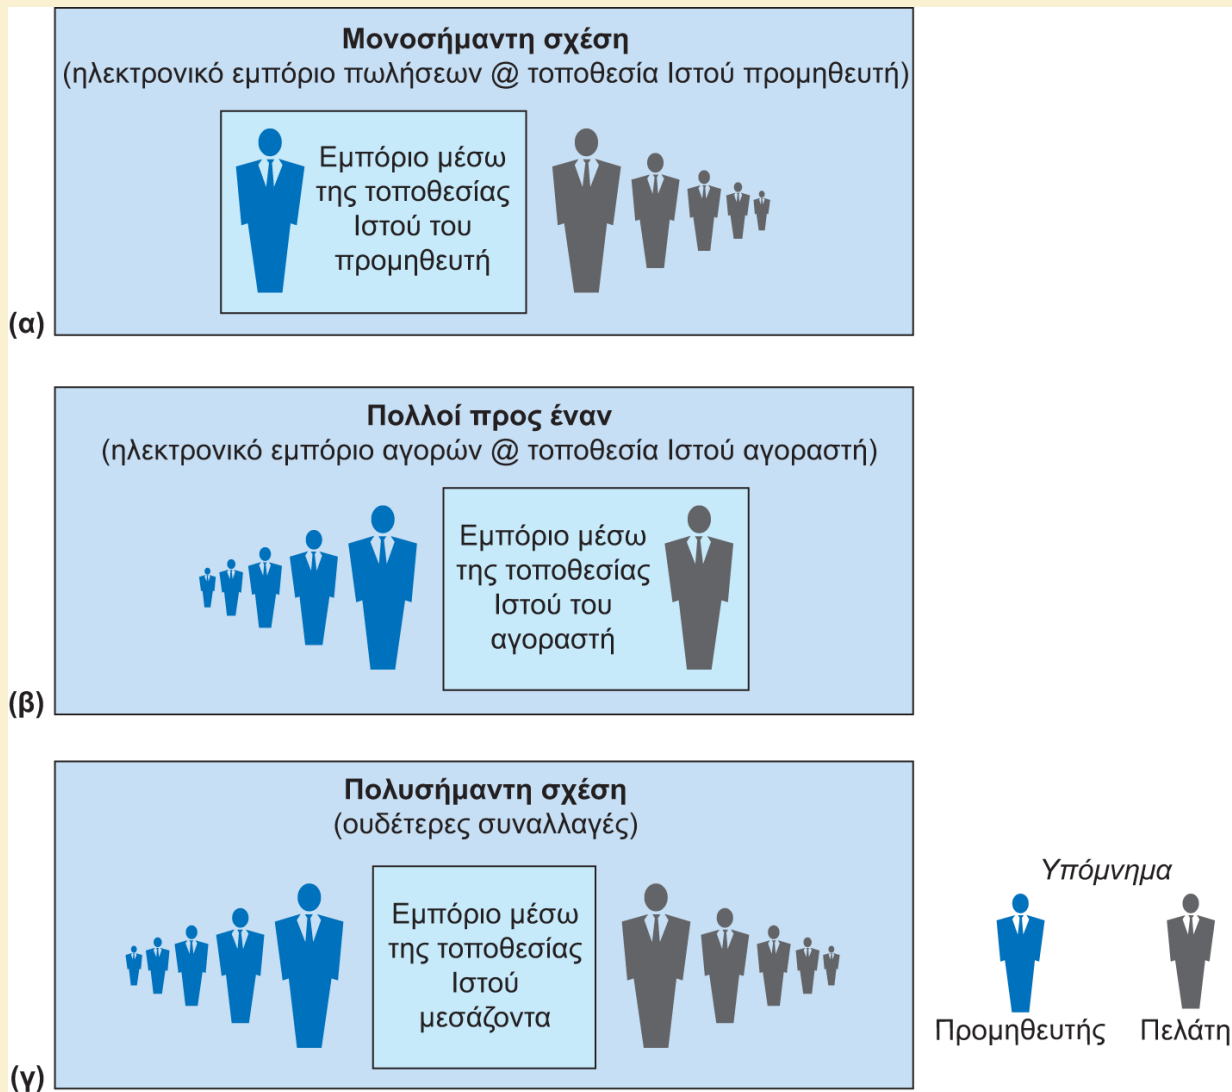 Μονοσήμαντη σχέση
(ηλεκτρονικό εμπόριο πωλήσεων @ τοποθεσία Ιστού προμηθευτή)
Εμπόριο μέσω
της τοποθεσίας
Ιστού του
προμηθευτή
(α)
Πολλοί προς έναν
(ηλεκτρονικό εμπόριο αγορών @ τοποθεσία Ιστού αγοραστή)
Εμπόριο μέσω
της τοποθεσίας
Ιστού του
αγοραστή
(β)
Πολυσήμαντη σχέση
(ουδέτερες συναλλαγές)
Εμπόριο μέσω
της τοποθεσίας
Ιστού
μεσάζοντα
(γ)
Υπόμνημα
Προμηθευτής
Πελάτη